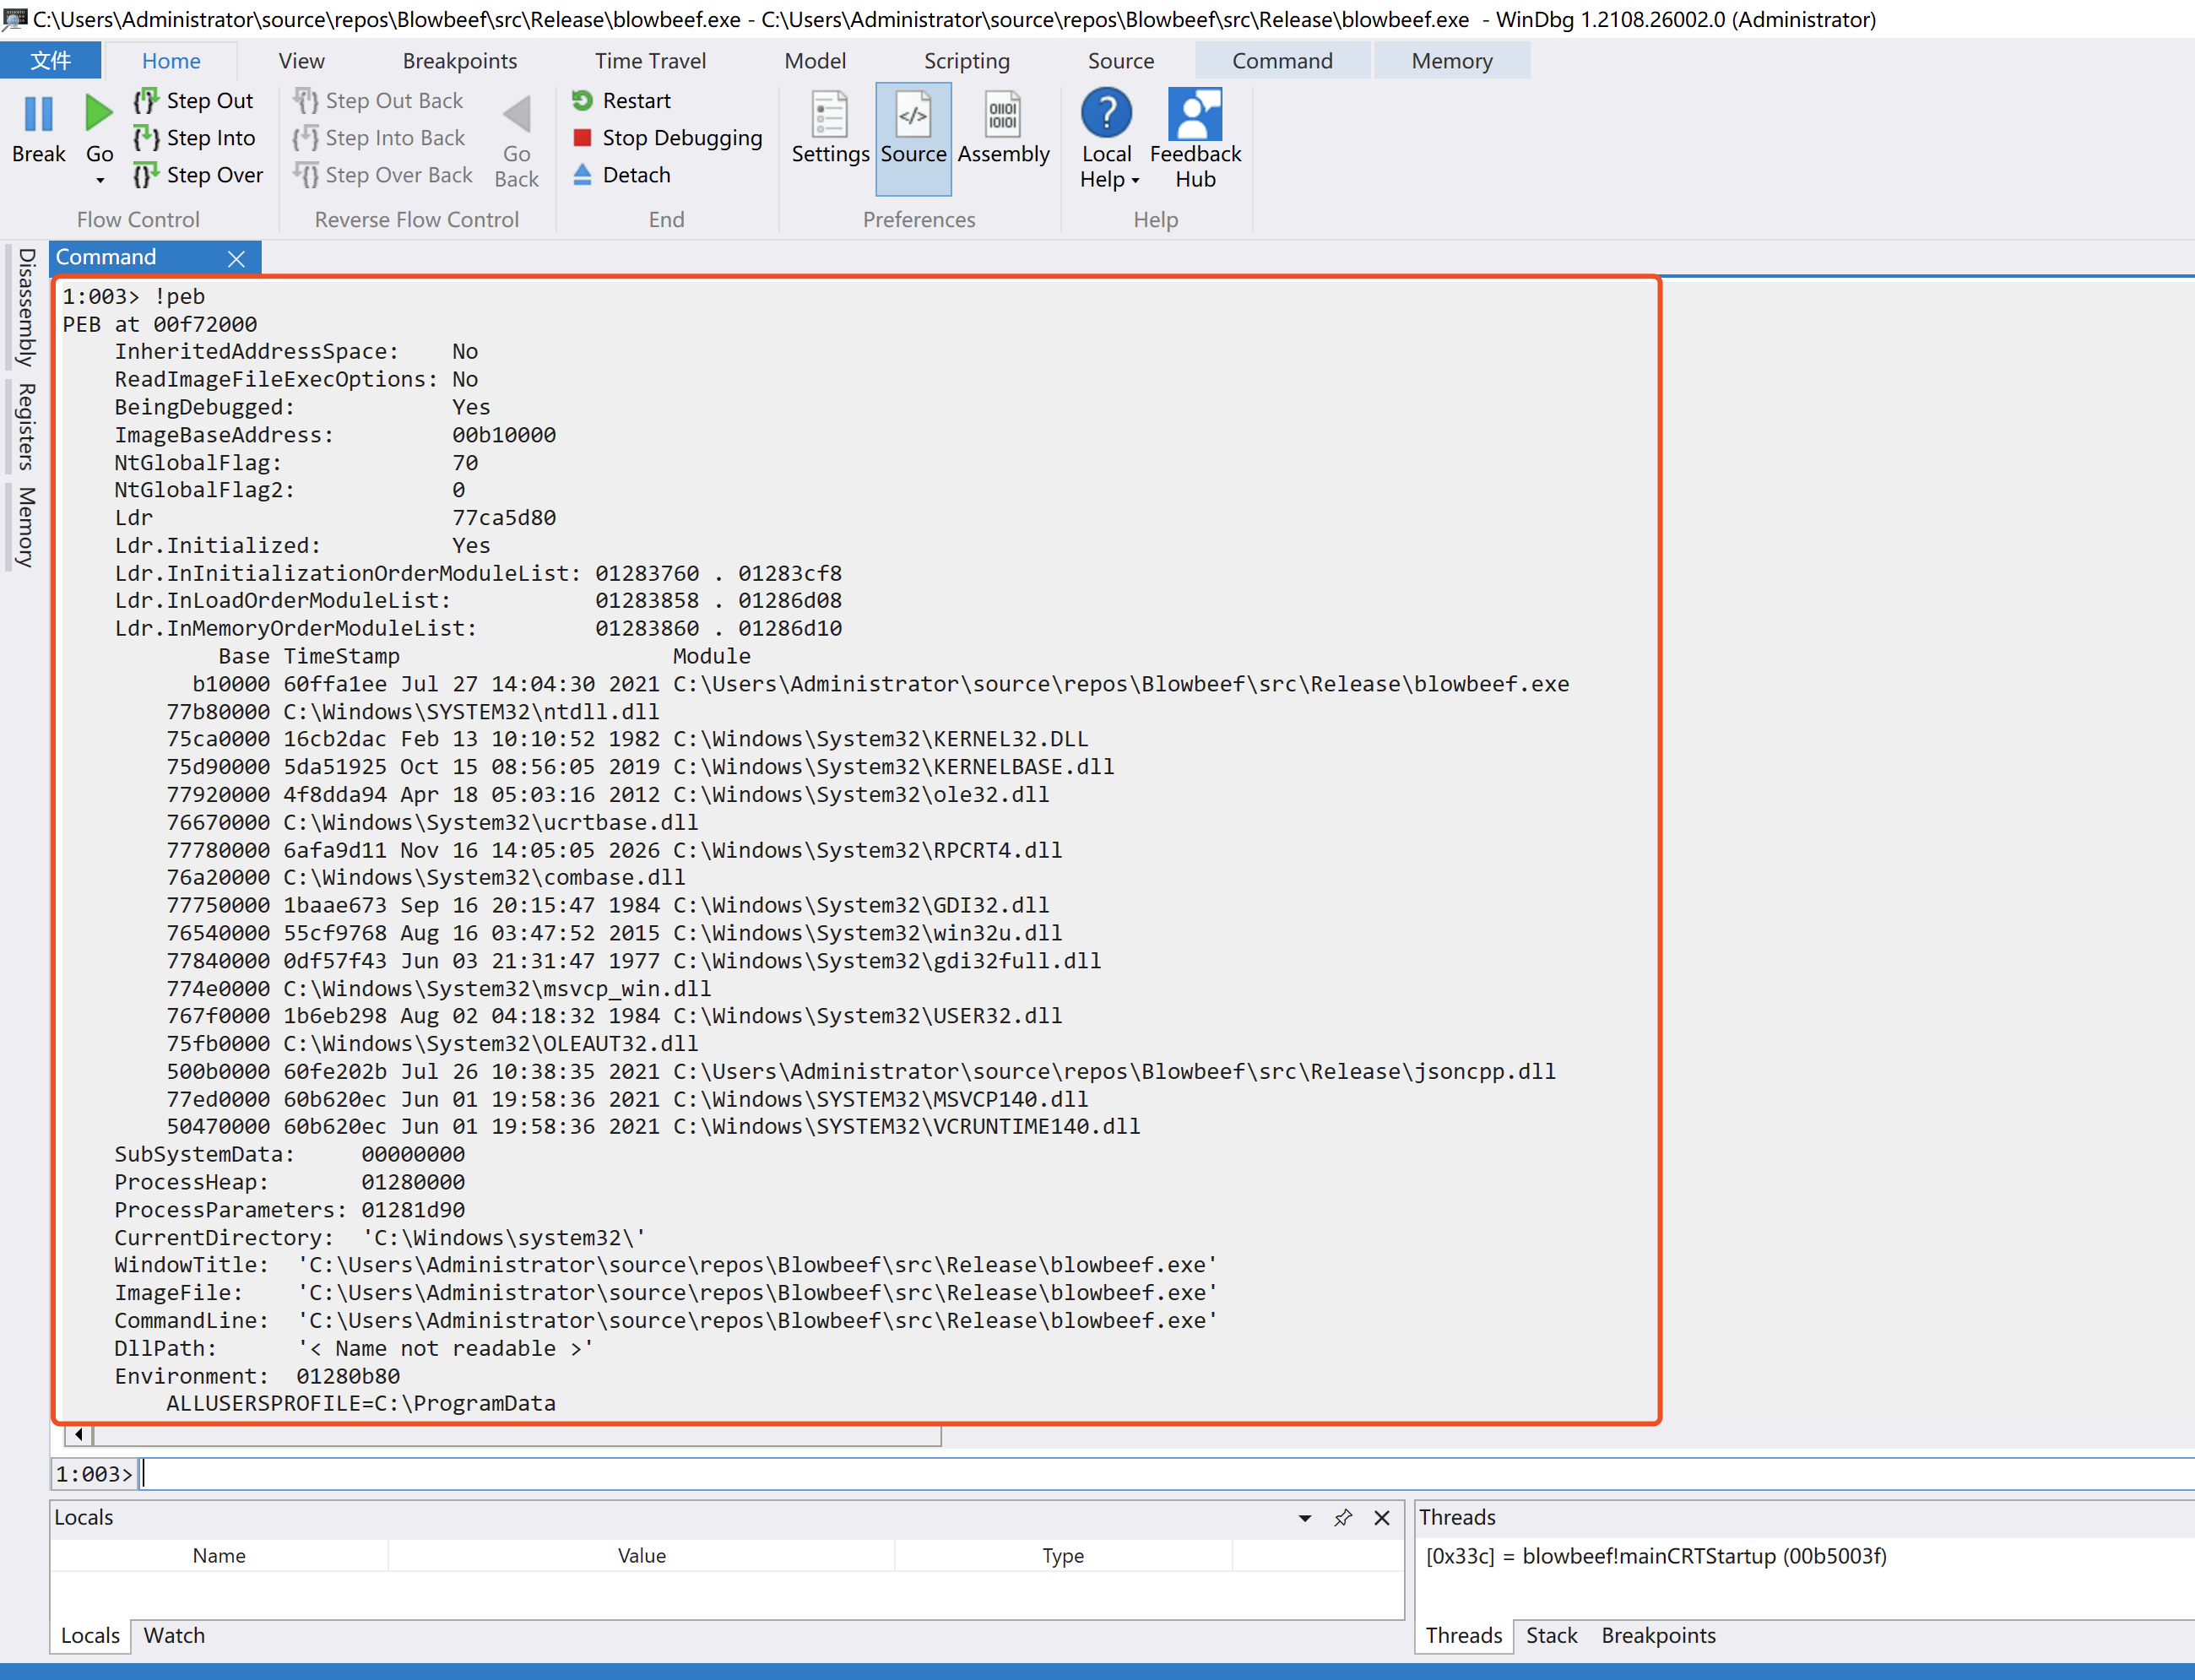 C:\Users\Administrator\source\repos\Blowbeef\src\Release\blowbeef.exe - C:\Users\Administrator\source\repos\Blowbeef\src\Release\blowbeef.exe - WinDbg 1.2108.26002.0 (Administrator)
文件 Home View Breakpoints Time Travel Model Scripting Source Command Memory
Break
Go
Step Out
Step Into
Step Over
Flow Control
Step Out Back
Step Into Back
Step Over Back
Go Back
Reverse Flow Control
Restart
Stop Debugging
Detach
End
Settings Source Assembly
Preferences
Local Help
Feedback Hub
Help
Disassembly
Registers
Memory
Command
1:003> !peb
PEB at 00f72000
    InheritedAddressSpace:    No
    ReadImageFileExecOptions: No
    BeingDebugged:            Yes
    ImageBaseAddress:         00b10000
    NtGlobalFlag:             70
    NtGlobalFlag2:            0
    Ldr                       77ca5d80
    Ldr.Initialized:          Yes
    Ldr.InInitializationOrderModuleList: 01283760 . 01283cf8
    Ldr.InLoadOrderModuleList:           01283858 . 01286d08
    Ldr.InMemoryOrderModuleList:         01283860 . 01286d10
            Base TimeStamp                     Module
          b10000 60ffa1ee Jul 27 14:04:30 2021 C:\Users\Administrator\source\repos\Blowbeef\src\Release\blowbeef.exe
        77b80000 C:\Windows\SYSTEM32\ntdll.dll
        75ca0000 16cb2dac Feb 13 10:10:52 1982 C:\Windows\System32\KERNEL32.DLL
        75d90000 5da51925 Oct 15 08:56:05 2019 C:\Windows\System32\KERNELBASE.dll
        77920000 4f8dda94 Apr 18 05:03:16 2012 C:\Windows\System32\ole32.dll
        76670000 C:\Windows\System32\ucrtbase.dll
        77780000 6afa9d11 Nov 16 14:05:05 2026 C:\Windows\System32\RPCRT4.dll
        76a20000 C:\Windows\System32\combase.dll
        77750000 1baae673 Sep 16 20:15:47 1984 C:\Windows\System32\GDI32.dll
        76540000 55cf9768 Aug 16 03:47:52 2015 C:\Windows\System32\win32u.dll
        77840000 0df57f43 Jun 03 21:31:47 1977 C:\Windows\System32\gdi32full.dll
        774e0000 C:\Windows\System32\msvcp_win.dll
        767f0000 1b6eb298 Aug 02 04:18:32 1984 C:\Windows\System32\USER32.dll
        75fb0000 C:\Windows\System32\OLEAUT32.dll
        500b0000 60fe202b Jul 26 10:38:35 2021 C:\Users\Administrator\source\repos\Blowbeef\src\Release\jsoncpp.dll
        77ed0000 60b620ec Jun 01 19:58:36 2021 C:\Windows\SYSTEM32\MSVCP140.dll
        50470000 60b620ec Jun 01 19:58:36 2021 C:\Windows\SYSTEM32\VCRUNTIME140.dll
    SubSystemData:     00000000
    ProcessHeap:       01280000
    ProcessParameters: 01281d90
    CurrentDirectory:  'C:\Windows\system32\'
    WindowTitle:  'C:\Users\Administrator\source\repos\Blowbeef\src\Release\blowbeef.exe'
    ImageFile:    'C:\Users\Administrator\source\repos\Blowbeef\src\Release\blowbeef.exe'
    CommandLine:  'C:\Users\Administrator\source\repos\Blowbeef\src\Release\blowbeef.exe'
    DllPath:      '< Name not readable >'
    Environment:  01280b80
        ALLUSERSPROFILE=C:\ProgramData
1:003>
Locals
Name Value Type
Locals Watch
Threads
[0x33c] = blowbeef!mainCRTStartup (00b5003f)
Threads Stack Breakpoints